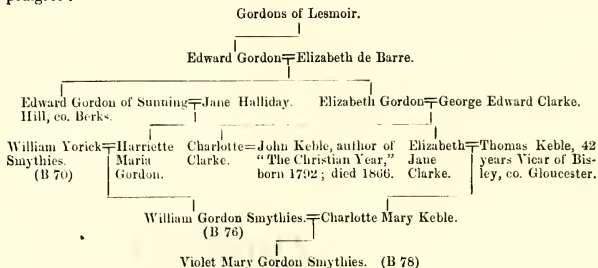 pedigree :
Gordons of Lesmoir.
Edward Gordon╤Elizabeth de Barre.
Edward Gordon of Sunning╤Jane Halliday. Elizabeth Gordon╤George Edward Clarke.
Hill, co. Berks.
William Yorick╤Harriette Charlotte=John Keble, author of Elizabeth╤Thomas Keble, 42
Smythies. Maria Clarke. "The Christian Year," Jane years Vicar of Bis-
(B 70) Gordon. born 1792; died 1866. Clarke. ley, co. Gloucester.
William Gordon Smythies.╤Charlotte Mary Keble.
(B 76)
Violet Mary Gordon Smythies. (B 78)